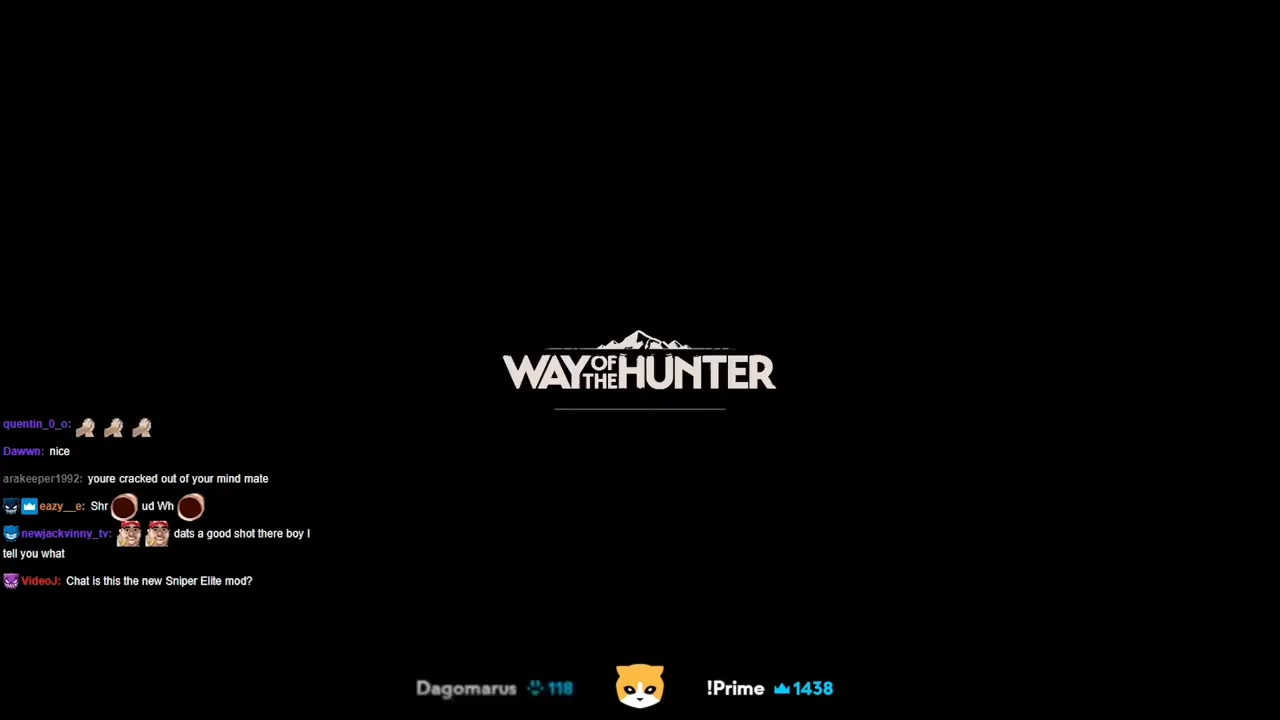 WAY OF THE HUNTER
quentin_0_o:
Dawwn: nice
arakeeper1992: youre cracked out of your mind mate
eazy__e: Shr ud Wh
newjackvinny_tv: dats a good shot there boy I
tell you what
VideoJ: Chat is this the new Sniper Elite mod?
Dagomarus 118 !Prime 1438